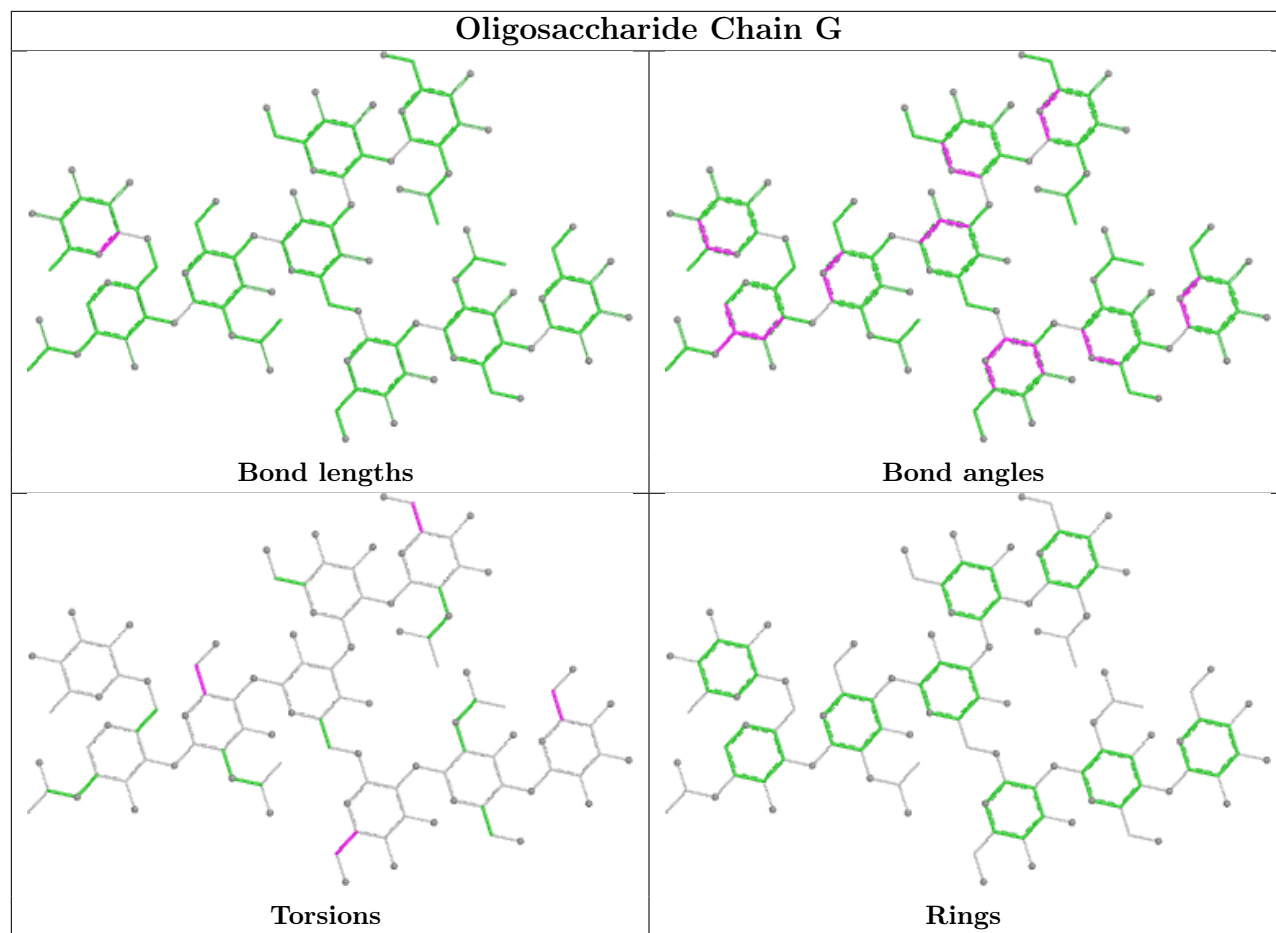 Oligosaccharide Chain G
Bond lengths
Bond angles
Torsions
Rings